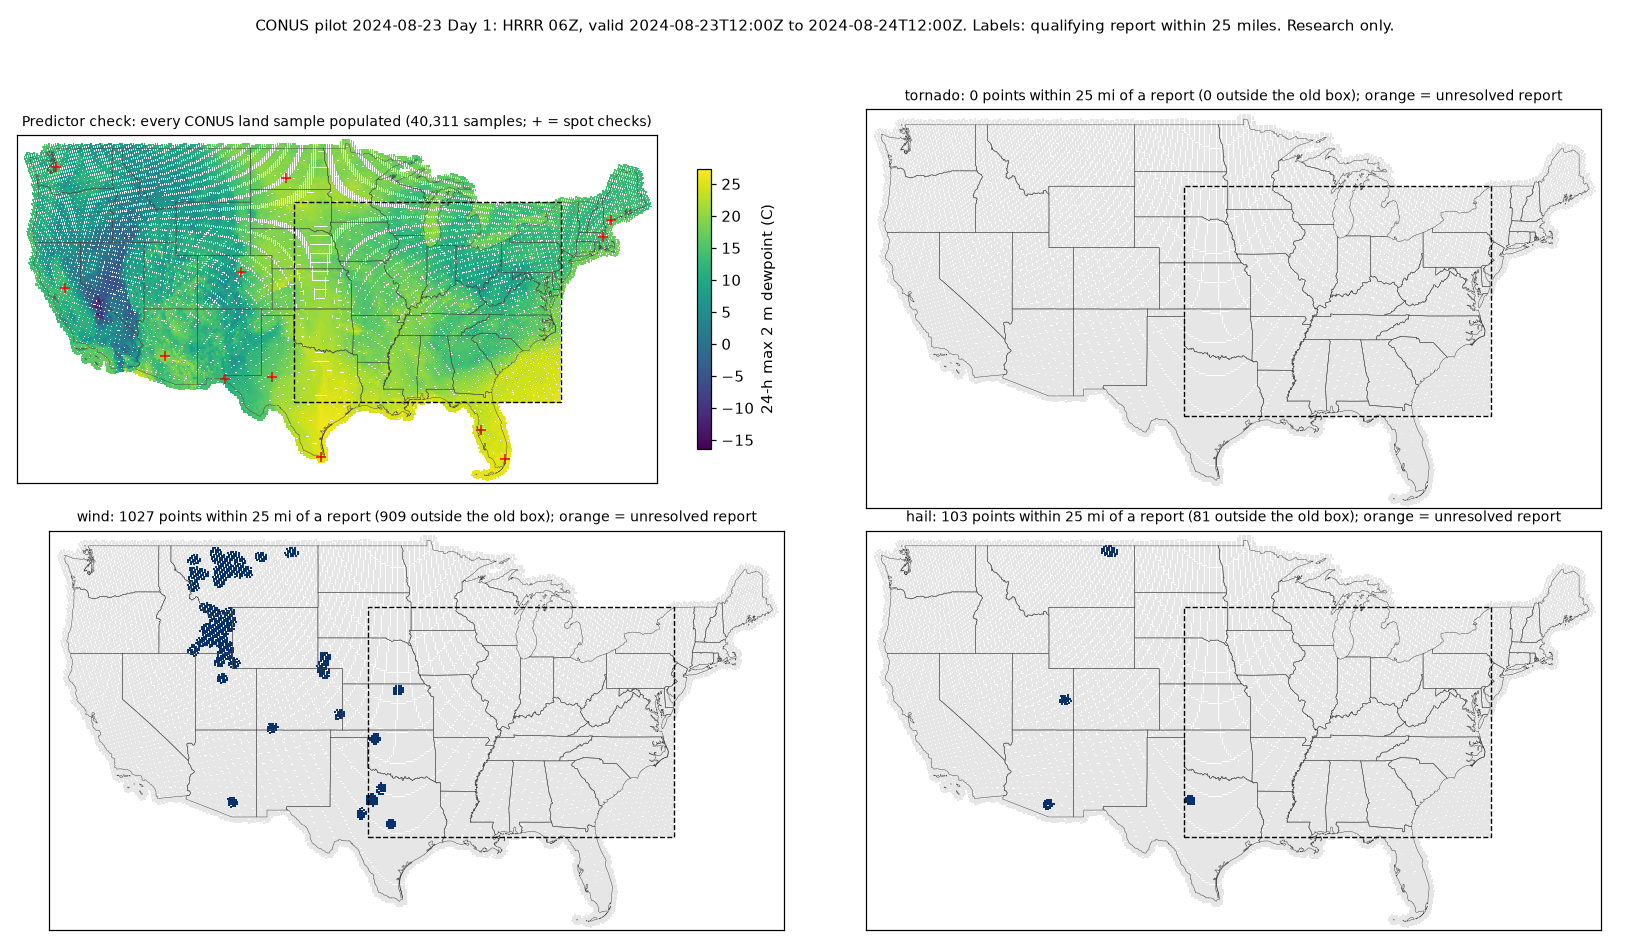 CONUS pilot 2024-08-23 Day 1: HRRR 06Z, valid 2024-08-23T12:00Z to 2024-08-24T12:00Z. Labels: qualifying report within 25 miles. Research only.
Predictor check: every CONUS land sample populated (40,311 samples; + = spot checks)
25
20
15
10
5
0
−5
−10
−15
24-h max 2 m dewpoint (C)
tornado: 0 points within 25 mi of a report (0 outside the old box); orange = unresolved report
wind: 1027 points within 25 mi of a report (909 outside the old box); orange = unresolved report
hail: 103 points within 25 mi of a report (81 outside the old box); orange = unresolved report